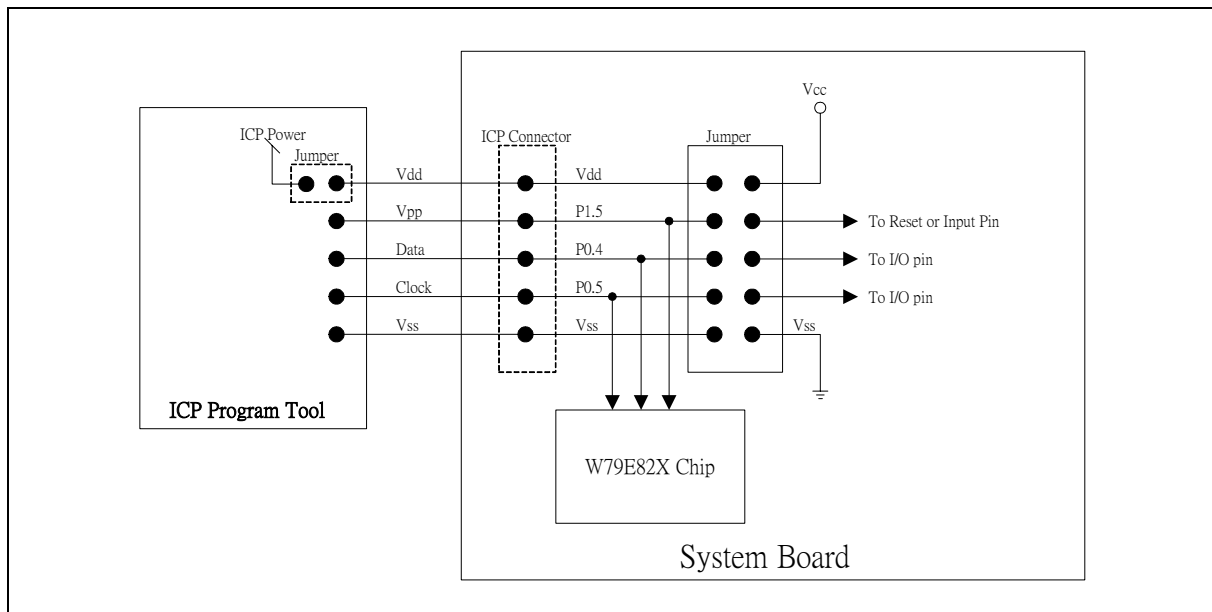 Vcc
ICP Power
Jumper
ICP Connector
Jumper
Vdd
Vdd
Vpp
P1.5
To Reset or Input Pin
Data
P0.4
To I/O pin
Clock
P0.5
To I/O pin
Vss
Vss
Vss
ICP Program Tool
W79E82X Chip
System Board